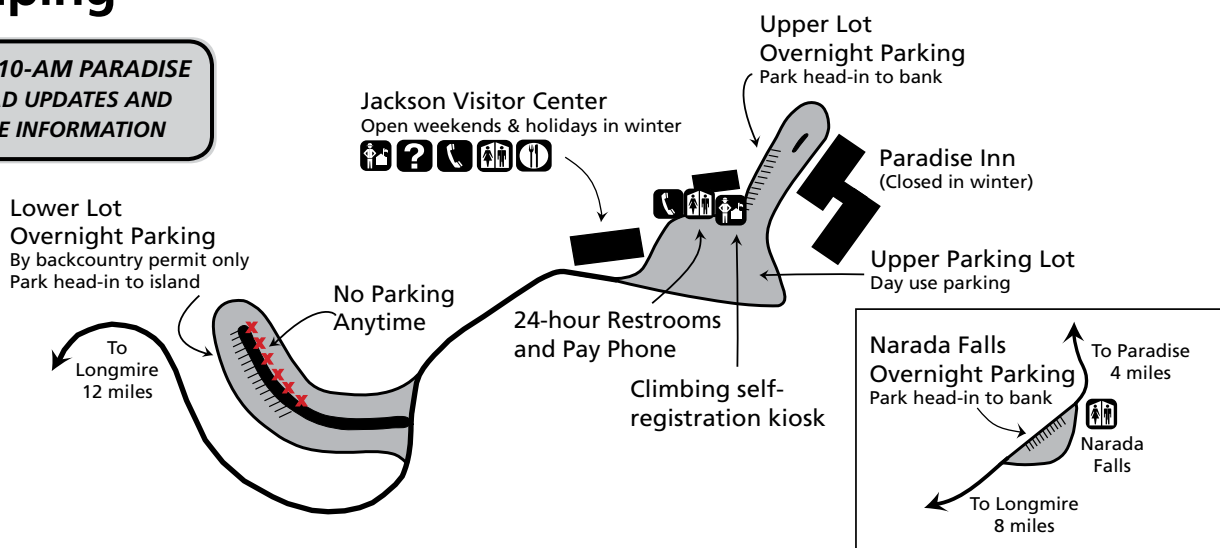 10-AM PARADISE
UPDATES AND
INFORMATION
Upper Lot
Overnight Parking
Park head-in to bank
Jackson Visitor Center
Open weekends & holidays in winter
?
Paradise Inn
(Closed in winter)
Lower Lot
Overnight Parking
By backcountry permit only
Park head-in to island
No Parking
Anytime
Upper Parking Lot
Day use parking
24-hour Restrooms
and Pay Phone
To
Longmire
12 miles
Climbing self-
registration kiosk
Narada Falls
Overnight Parking
Park head-in to bank
To Paradise
4 miles
Narada
Falls
To Longmire
8 miles